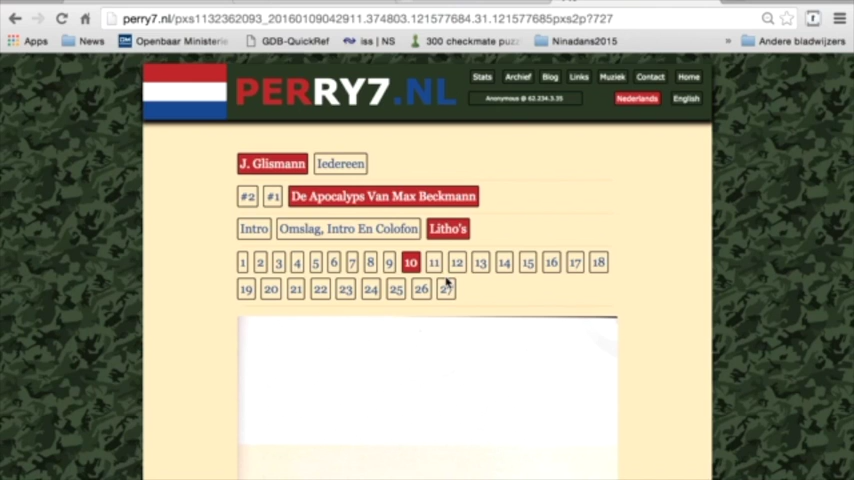 perry7.nl/pxs1132362093_20160109042911.374803.121577684.31.121577685pxs2p?727
Apps News Openbaar Ministerie GDB-QuickRef iss | NS 300 checkmate puzz Ninadans2015 » Andere bladwijzers
PERRY7.NL
Stats Archief Blog Links Muziek Contact Home
Anonymous @ 62.234.3.35 Nederlands English
J. Glismann Iedereen
#2 #1 De Apocalyps Van Max Beckmann
Intro Omslag, Intro En Colofon Litho's
1 2 3 4 5 6 7 8 9 10 11 12 13 14 15 16 17 18
19 20 21 22 23 24 25 26 27